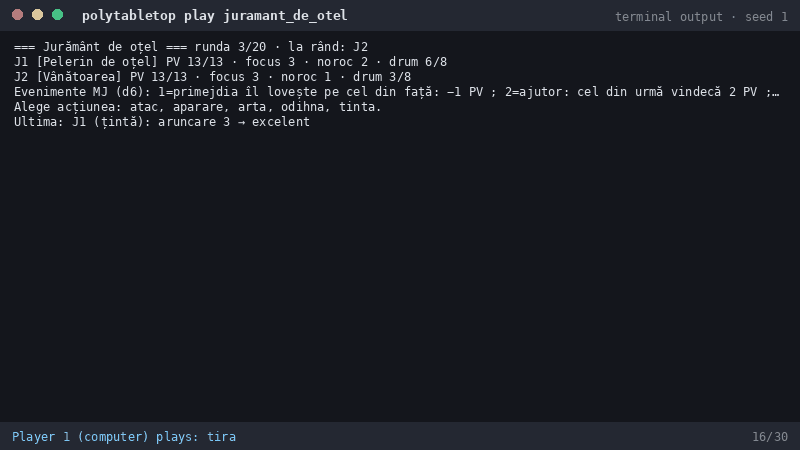 polytabletop play juramant_de_otel
terminal output · seed 1
=== Jurământ de oțel === runda 3/20 · la rând: J2
J1 [Pelerin de oțel] PV 13/13 · focus 3 · noroc 2 · drum 6/8
J2 [Vânătoarea] PV 13/13 · focus 3 · noroc 1 · drum 3/8
Evenimente MJ (d6): 1=primejdia îl lovește pe cel din față: −1 PV ; 2=ajutor: cel din urmă vindecă 2 PV ;…
Alege acțiunea: atac, aparare, arta, odihna, tinta.
Ultima: J1 (țintă): aruncare 3 → excelent
Player 1 (computer) plays: tira
16/30